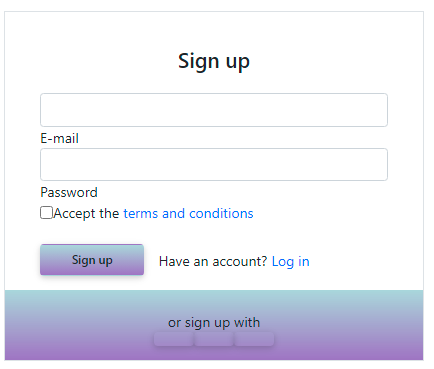 Sign up
E-mail
Password
Accept the terms and conditions
Sign up Have an account? Log in
or sign up with